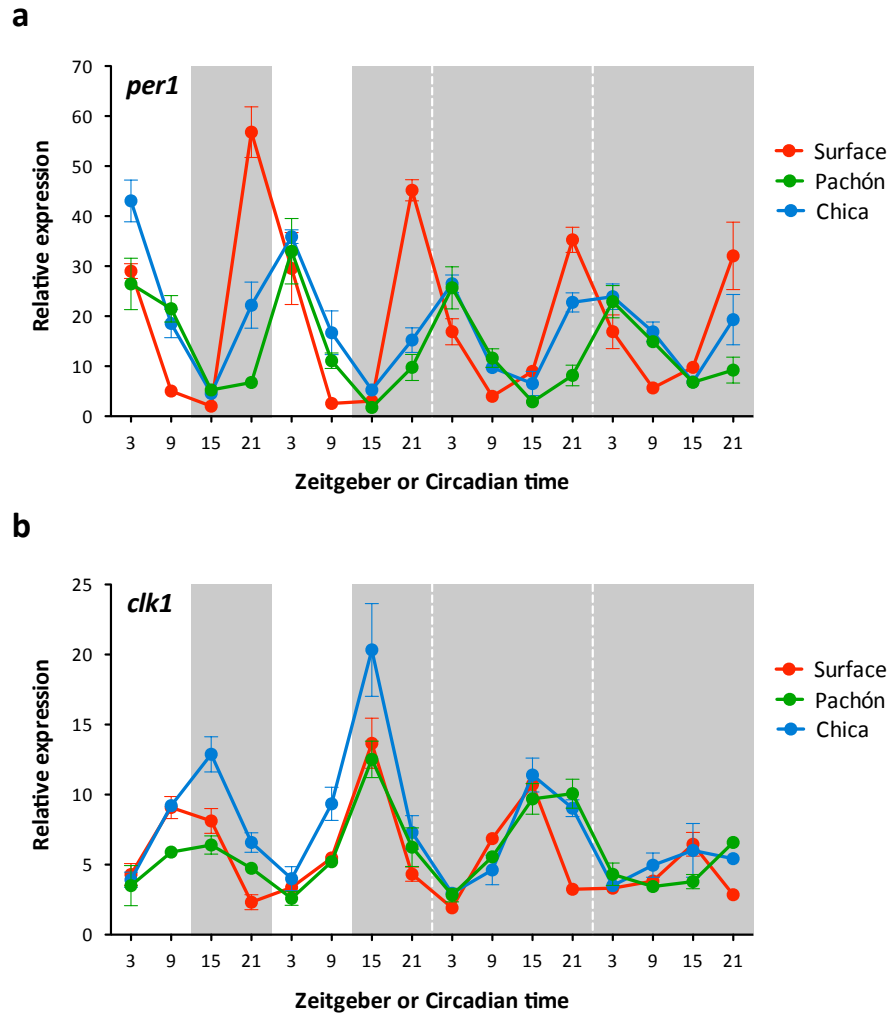 a
per1
70
60
50
40
30
20
10
0
Relative expression
3 9 15 21 3 9 15 21 3 9 15 21 3 9 15 21
Zeitgeber or Circadian time
Surface
Pachón
Chica
b
clk1
25
20
15
10
5
0
Relative expression
3 9 15 21 3 9 15 21 3 9 15 21 3 9 15 21
Zeitgeber or Circadian time
Surface
Pachón
Chica